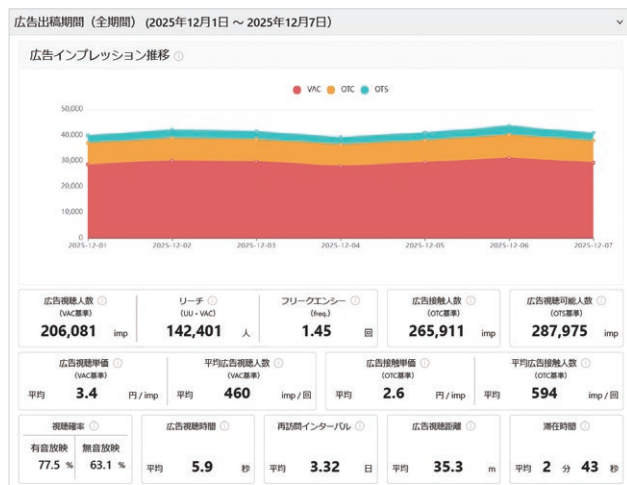 広告出稿期間（全期間） (2025年12月1日 ～ 2025年12月7日)
広告インプレッション推移
VAC OTC OTS
50,000
40,000
30,000
20,000
10,000
0
2025-12-01 2025-12-02 2025-12-03 2025-12-04 2025-12-05 2025-12-06 2025-12-07
広告視聴人数 リーチ フリークエンシー 広告接触人数 広告視聴可能人数
(VAC基準) (UU・VAC) (freq.) (OTC基準) (OTS基準)
206,081 imp 142,401 人 1.45 回 265,911 imp 287,975 imp
広告視聴単価 平均広告視聴人数 広告接触単価 平均広告接触人数
(VAC基準) (VAC基準) (OTC基準) (OTC基準)
平均 3.4 円/imp 平均 460 imp/回 平均 2.6 円/imp 平均 594 imp/回
視聴確率 広告視聴時間 再訪問インターバル 広告視聴距離 滞在時間
有音放映 無音放映
77.5 % 63.1 % 平均 5.9 秒 平均 3.32 日 平均 35.3 m 平均 2 分 43 秒